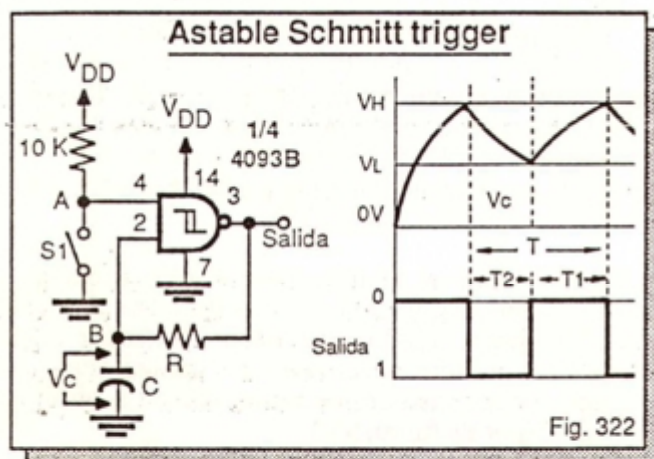 Astable Schmitt trigger
VDD
10 K
A
S1
VDD
1/4
4093B
4
14
3
2
7
Salida
B
R
Vc
C
VH
VL
0V
Vc
T
T2
T1
0
Salida
1
Fig. 322